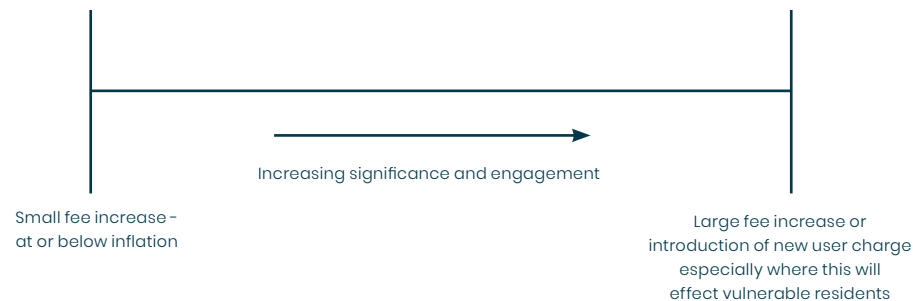 Increasing significance and engagement
Small fee increase -
at or below inflation
Large fee increase or
introduction of new user charge
especially where this will
effect vulnerable residents